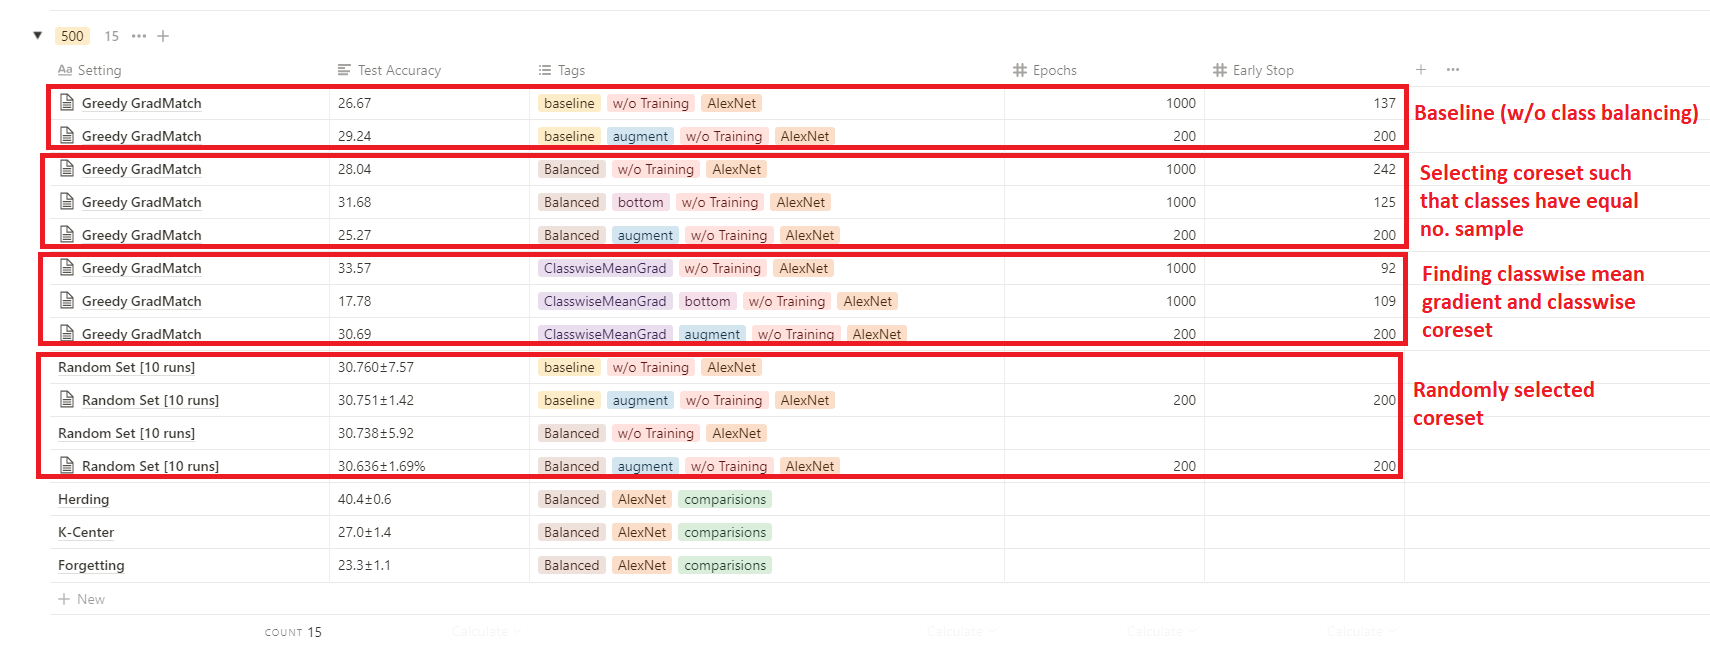 500 15
Aa Setting Test Accuracy Tags Epochs Early Stop
Greedy GradMatch 26.67 baseline w/o Training AlexNet 1000 137
Baseline (w/o class balancing)
Greedy GradMatch 29.24 baseline augment w/o Training AlexNet 200 200
Greedy GradMatch 28.04 Balanced w/o Training AlexNet 1000 242
Selecting coreset such
that classes have equal
no. sample
Greedy GradMatch 31.68 Balanced bottom w/o Training AlexNet 1000 125
Greedy GradMatch 25.27 Balanced augment w/o Training AlexNet 200 200
Greedy GradMatch 33.57 ClasswiseMeanGrad w/o Training AlexNet 1000 92
Finding classwise mean
gradient and classwise
coreset
Greedy GradMatch 17.78 ClasswiseMeanGrad bottom w/o Training AlexNet 1000 109
Greedy GradMatch 30.69 ClasswiseMeanGrad augment w/o Training AlexNet 200 200
Random Set [10 runs] 30.760±7.57 baseline w/o Training AlexNet
Randomly selected
coreset
Random Set [10 runs] 30.751±1.42 baseline augment w/o Training AlexNet 200 200
Random Set [10 runs] 30.738±5.92 Balanced w/o Training AlexNet
Random Set [10 runs] 30.636±1.69% Balanced augment w/o Training AlexNet 200 200
Herding 40.4±0.6 Balanced AlexNet comparisions
K-Center 27.0±1.4 Balanced AlexNet comparisions
Forgetting 23.3±1.1 Balanced AlexNet comparisions
+ New
COUNT 15 Calculate Calculate Calculate Calculate